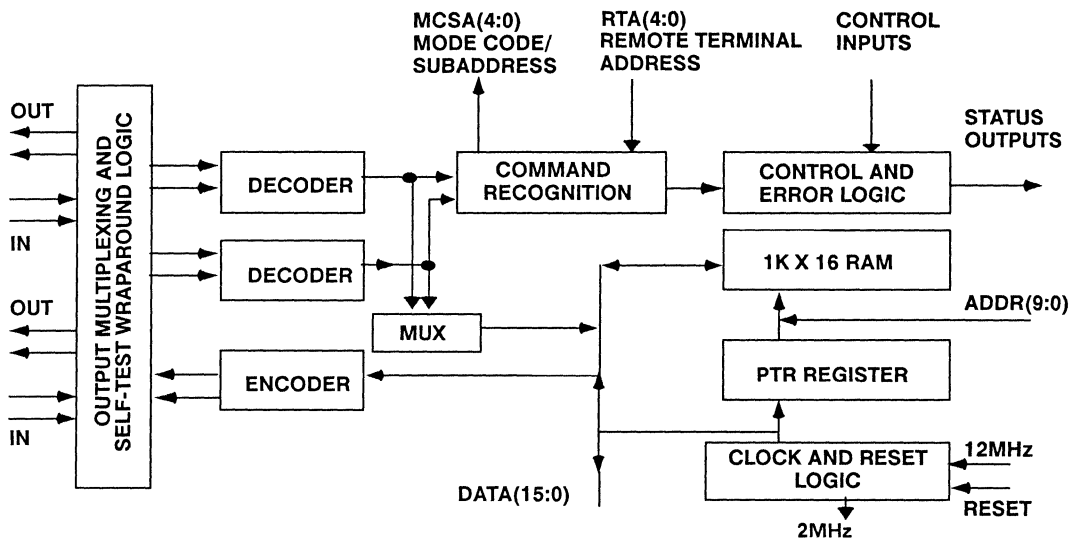 MCSA(4:0)
MODE CODE/
SUBADDRESS
RTA(4:0)
REMOTE TERMINAL
ADDRESS
CONTROL
INPUTS
STATUS
OUTPUTS
OUT
IN
OUT
IN
OUTPUT MULTIPLEXING AND
SELF-TEST WRAPAROUND LOGIC
DECODER
COMMAND
RECOGNITION
CONTROL AND
ERROR LOGIC
DECODER
1K X 16 RAM
MUX
ADDR(9:0)
ENCODER
PTR REGISTER
CLOCK AND RESET
LOGIC
12MHz
RESET
DATA(15:0)
2MHz